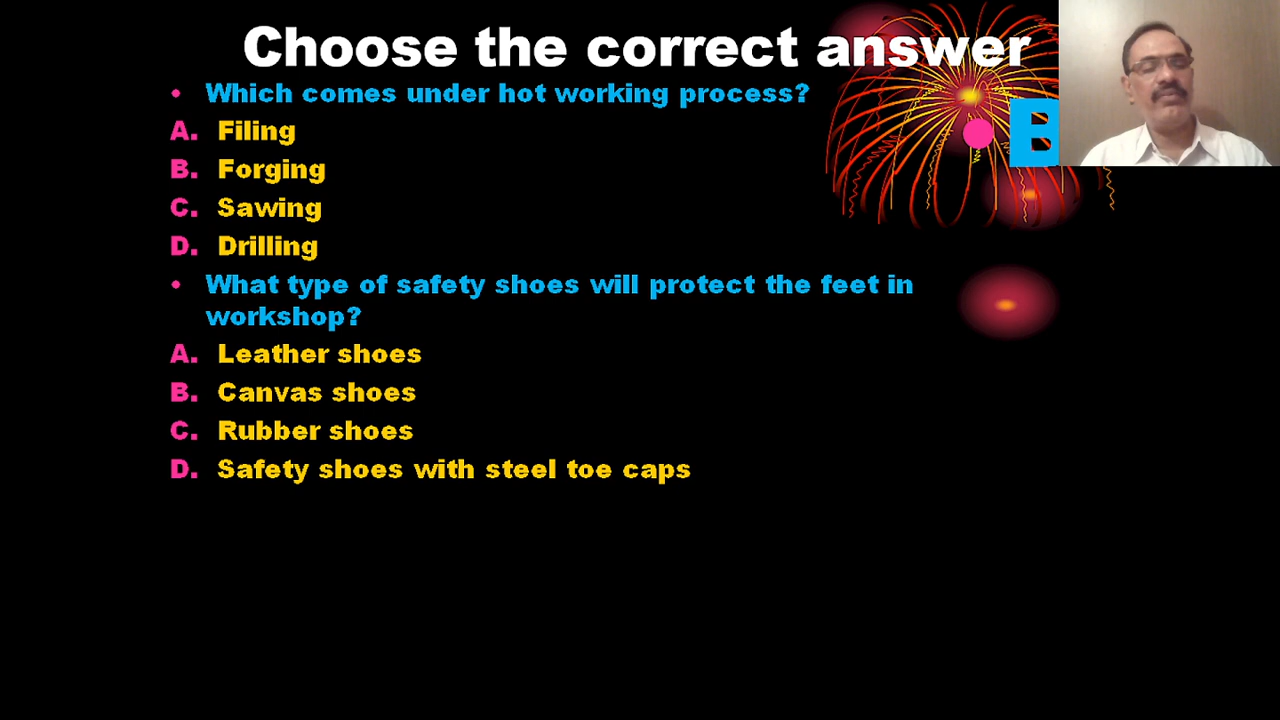 Choose the correct answer
• Which comes under hot working process?
A. Filing
B. Forging
C. Sawing
D. Drilling
• B
• What type of safety shoes will protect the feet in
workshop?
A. Leather shoes
B. Canvas shoes
C. Rubber shoes
D. Safety shoes with steel toe caps